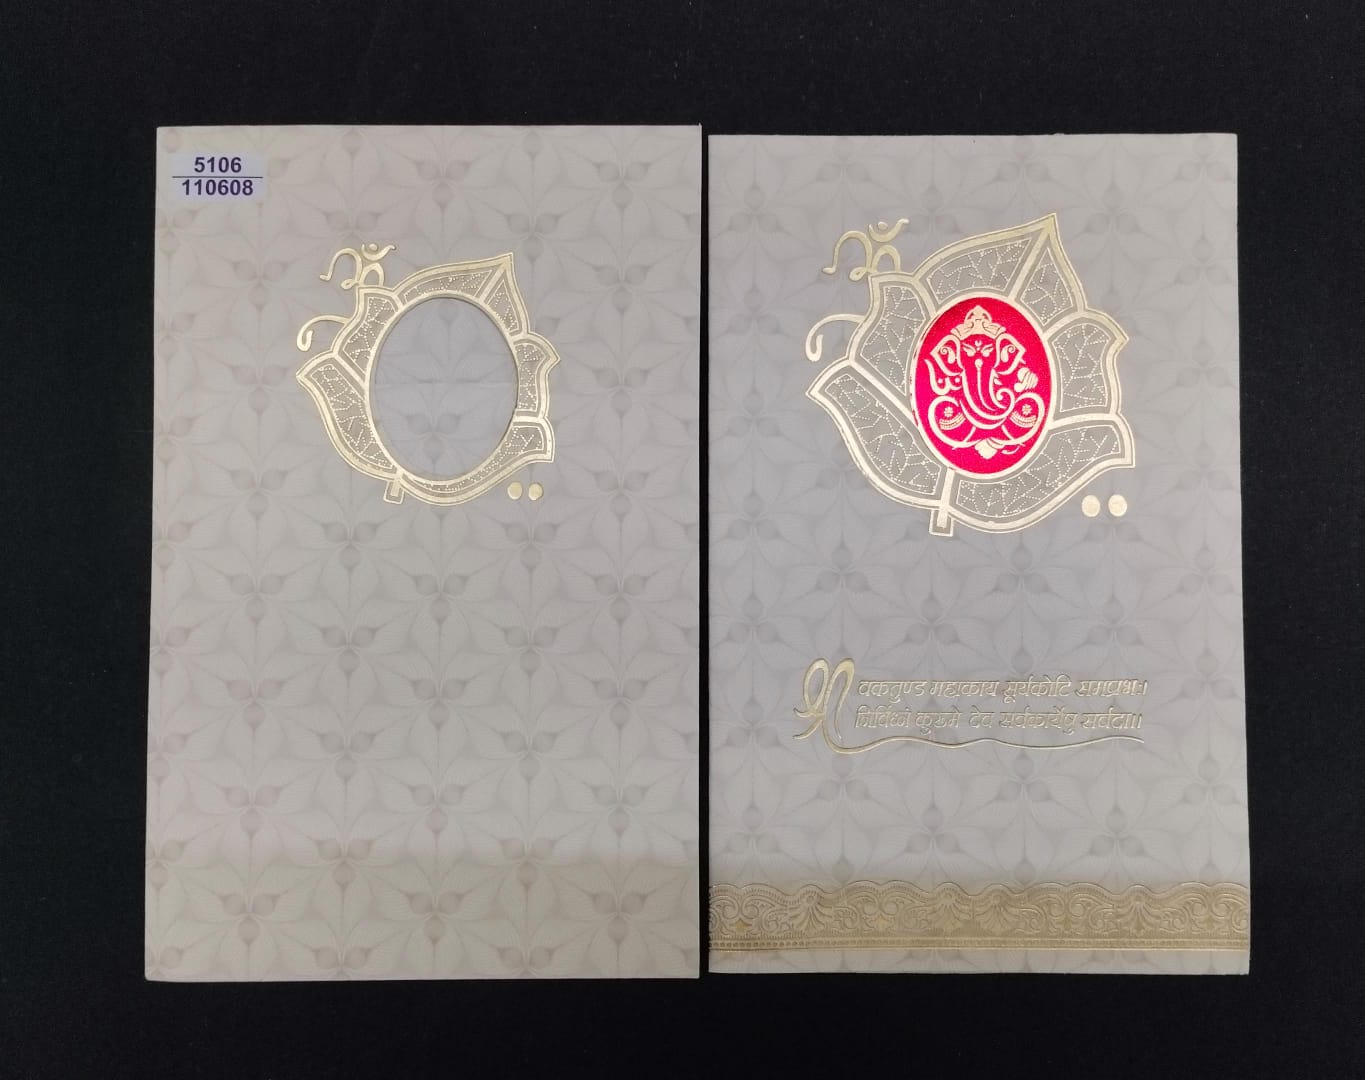 5106
110608
ॐ
ॐ
श्री वक्रतुण्ड महाकाय सूर्यकोटि समप्रभः।
निर्विघ्नं कुरुमे देव सर्वकार्येषु सर्वदा॥